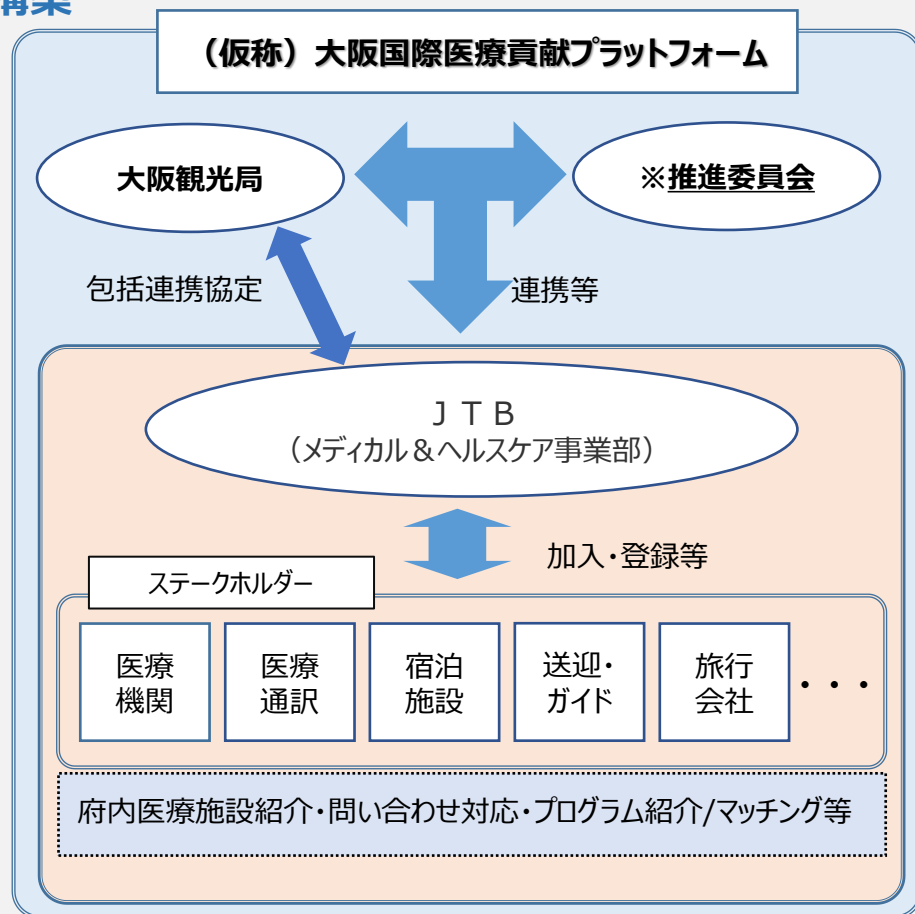 構築
（仮称）大阪国際医療貢献プラットフォーム
大阪観光局
※推進委員会
包括連携協定
連携等
ＪＴＢ
（メディカル＆ヘルスケア事業部）
加入・登録等
ステークホルダー
医療
機関
医療
通訳
宿泊
施設
送迎・
ガイド
旅行
会社
・・・
府内医療施設紹介・問い合わせ対応・プログラム紹介/マッチング等